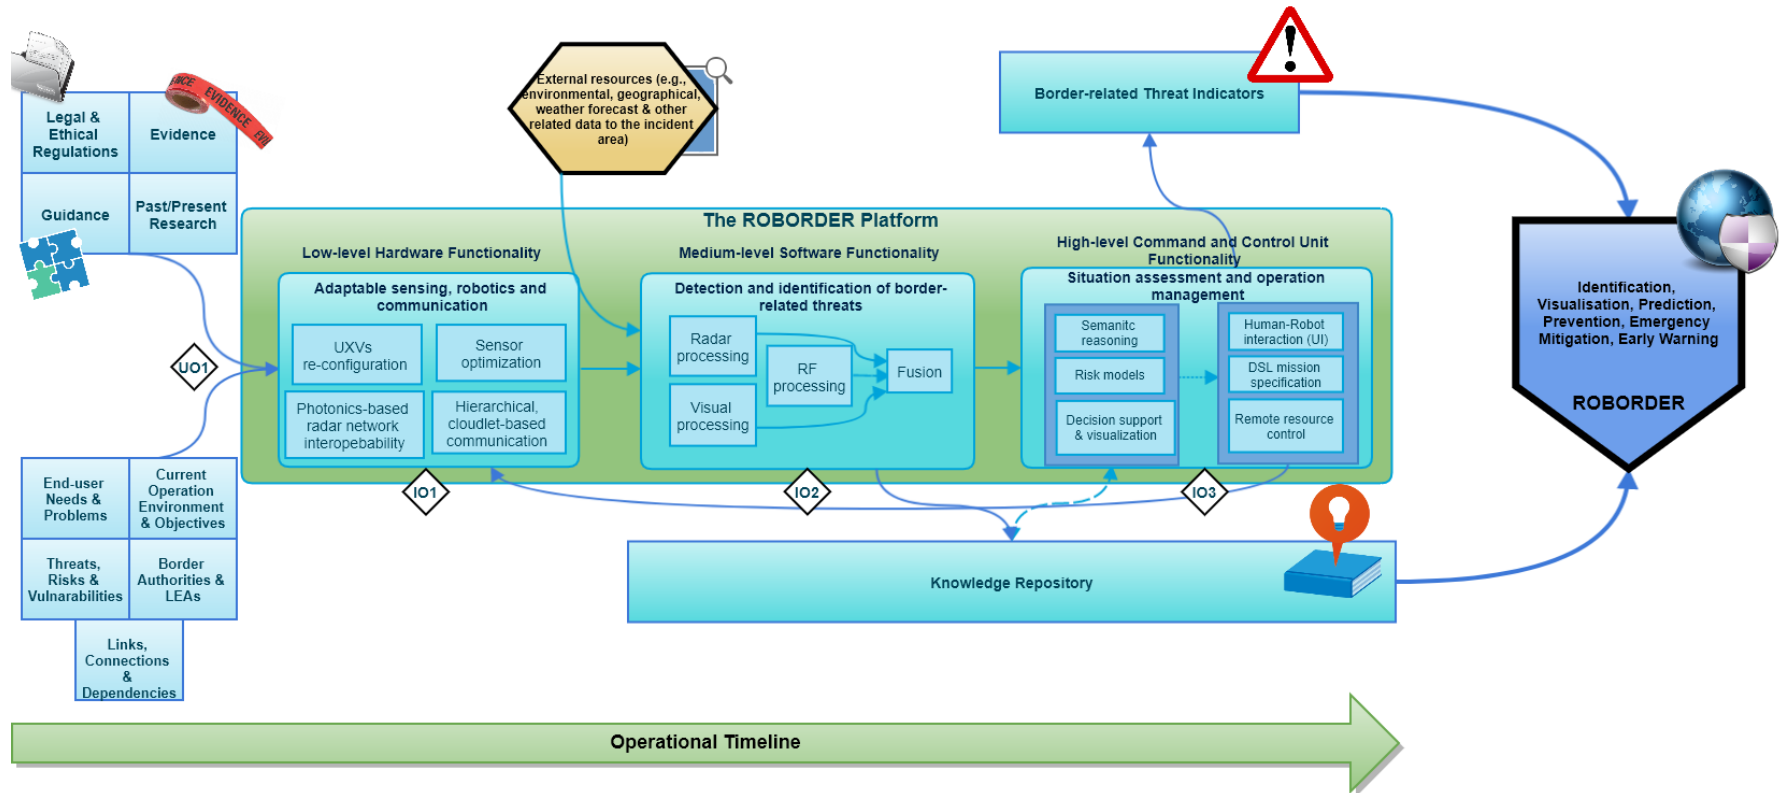 Legal &
Ethical
Regulations
Evidence
EVIDENCE
Guidance
Past/Present
Research
External resources (e.g.,
environmental, geographical,
weather forecast & other
related data to the incident
area)
Border-related Threat Indicators
The ROBORDER Platform
Low-level Hardware Functionality
Medium-level Software Functionality
High-level Command and Control Unit
Functionality
Adaptable sensing, robotics and
communication
UXVs
re-configuration
Sensor
optimization
Photonics-based
radar network
interopebability
Hierarchical,
cloudlet-based
communication
Detection and identification of border-
related threats
Radar
processing
RF
processing
Visual
processing
Fusion
Situation assessment and operation
management
Semanitc
reasoning
Risk models
Decision support
& visualization
Human-Robot
interaction (UI)
DSL mission
specification
Remote resource
control
UO1
IO1
IO2
IO3
Identification,
Visualisation, Prediction,
Prevention, Emergency
Mitigation, Early Warning
ROBORDER
End-user
Needs &
Problems
Current
Operation
Environment
& Objectives
Threats,
Risks &
Vulnarabilities
Border
Authorities &
LEAs
Links,
Connections
&
Dependencies
Knowledge Repository
Operational Timeline